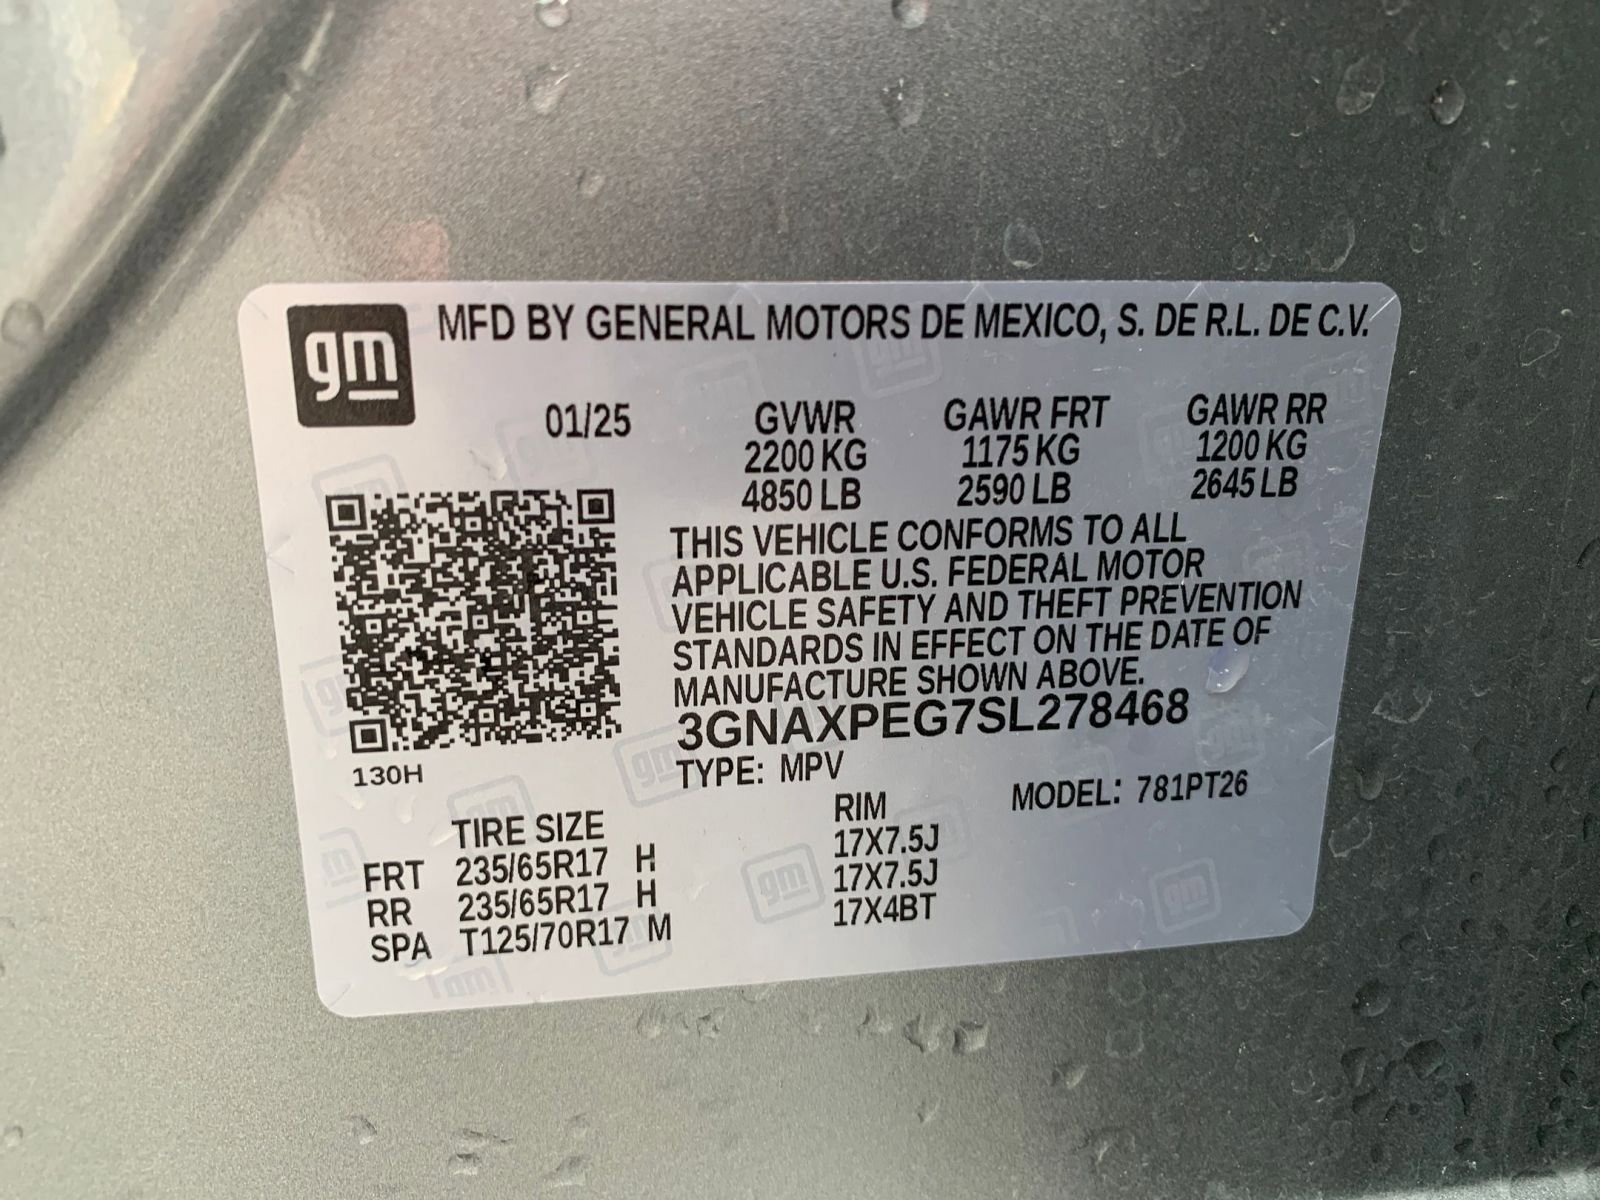 gm
MFD BY GENERAL MOTORS DE MEXICO, S. DE R.L. DE C.V.
01/25 GVWR GAWR FRT GAWR RR
2200 KG 1175 KG 1200 KG
4850 LB 2590 LB 2645 LB
THIS VEHICLE CONFORMS TO ALL
APPLICABLE U.S. FEDERAL MOTOR
VEHICLE SAFETY AND THEFT PREVENTION
STANDARDS IN EFFECT ON THE DATE OF
MANUFACTURE SHOWN ABOVE.
3GNAXPEG7SL278468
130H TYPE: MPV
MODEL: 781PT26
TIRE SIZE RIM
FRT 235/65R17 H 17X7.5J
RR 235/65R17 H 17X7.5J
SPA T125/70R17 M 17X4BT